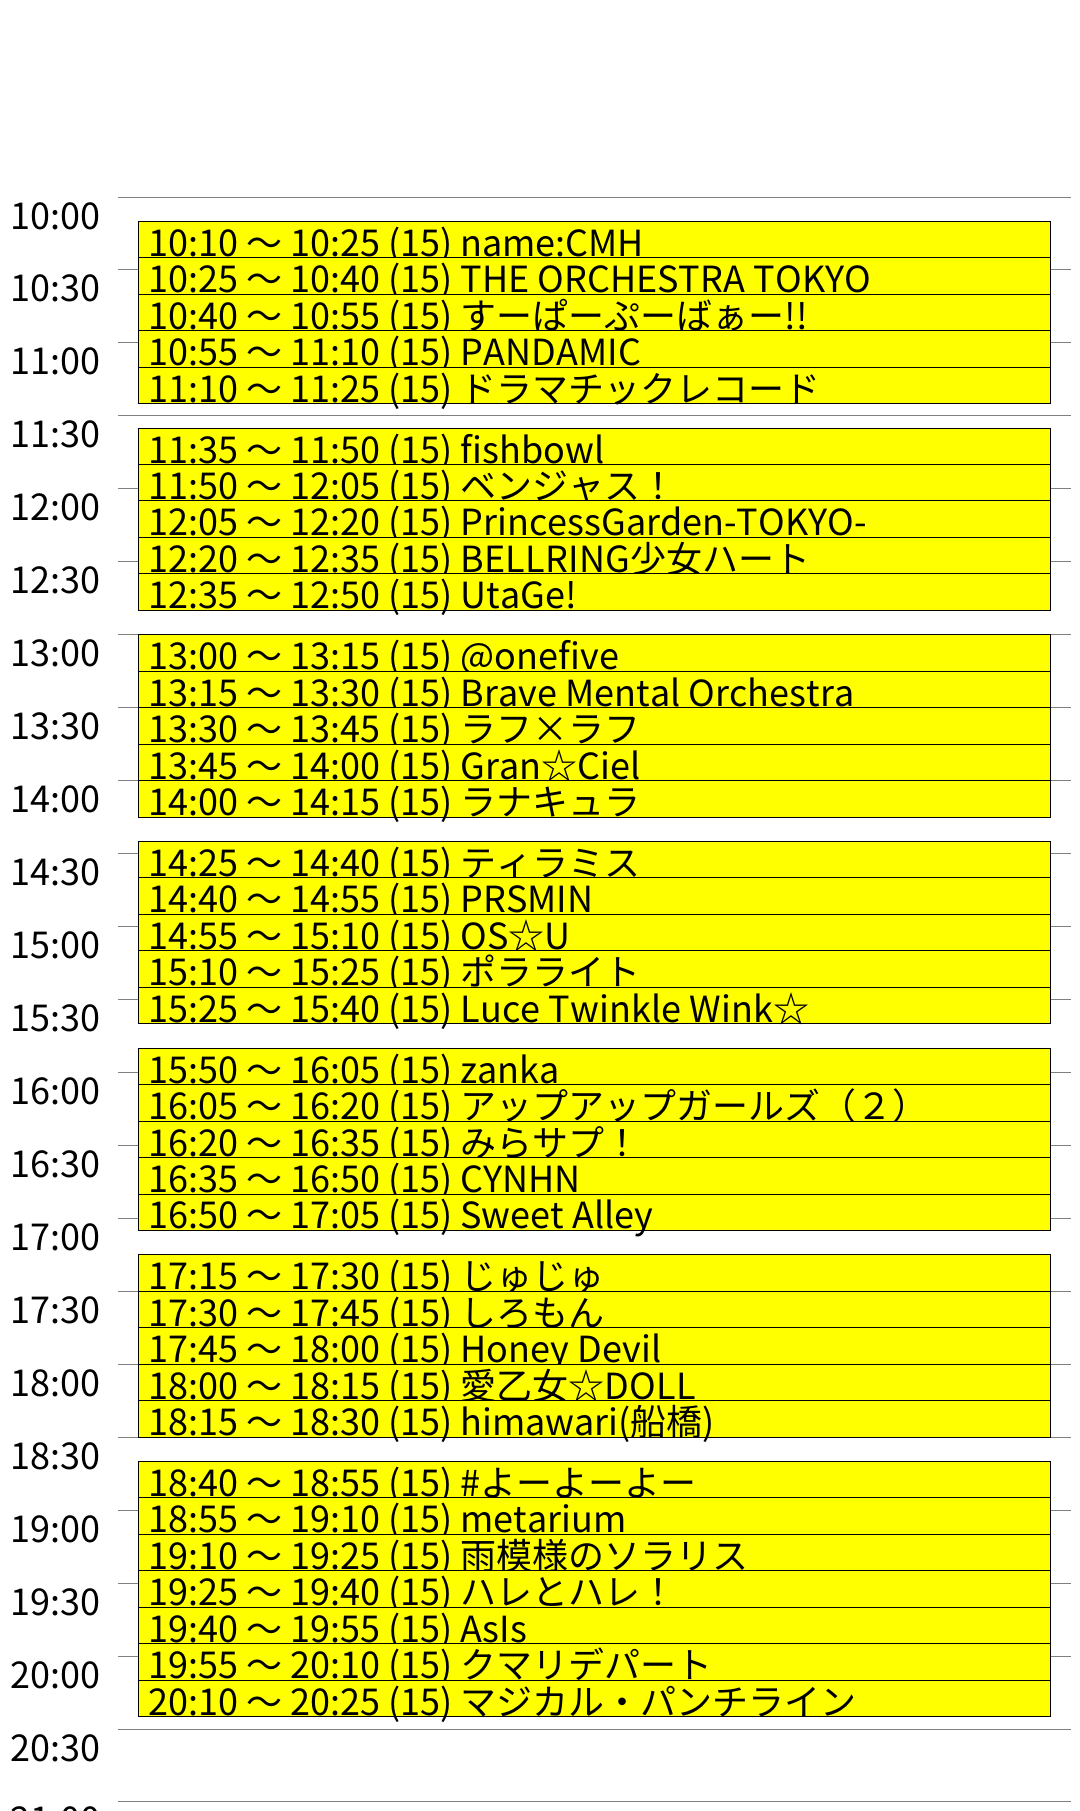 10:00
10:10 ～ 10:25 (15) name:CMH
10:25 ～ 10:40 (15) THE ORCHESTRA TOKYO
10:30
10:40 ～ 10:55 (15) すーぱーぷーばぁー!!
10:55 ～ 11:10 (15) PANDAMIC
11:00
11:10 ～ 11:25 (15) ドラマチックレコード
11:30
11:35 ～ 11:50 (15) fishbowl
11:50 ～ 12:05 (15) ベンジャス！
12:00
12:05 ～ 12:20 (15) PrincessGarden-TOKYO-
12:20 ～ 12:35 (15) BELLRING少女ハート
12:30
12:35 ～ 12:50 (15) UtaGe!
13:00
13:00 ～ 13:15 (15) @onefive
13:15 ～ 13:30 (15) Brave Mental Orchestra
13:30
13:30 ～ 13:45 (15) ラフ×ラフ
13:45 ～ 14:00 (15) Gran☆Ciel
14:00
14:00 ～ 14:15 (15) ラナキュラ
14:25 ～ 14:40 (15) ティラミス
14:30
14:40 ～ 14:55 (15) PRSMIN
14:55 ～ 15:10 (15) OS☆U
15:00
15:10 ～ 15:25 (15) ポラライト
15:25 ～ 15:40 (15) Luce Twinkle Wink☆
15:30
15:50 ～ 16:05 (15) zanka
16:00
16:05 ～ 16:20 (15) アップアップガールズ（２）
16:20 ～ 16:35 (15) みらサプ！
16:30
16:35 ～ 16:50 (15) CYNHN
16:50 ～ 17:05 (15) Sweet Alley
17:00
17:15 ～ 17:30 (15) じゅじゅ
17:30
17:30 ～ 17:45 (15) しろもん
17:45 ～ 18:00 (15) Honey Devil
18:00
18:00 ～ 18:15 (15) 愛乙女☆DOLL
18:15 ～ 18:30 (15) himawari(船橋)
18:30
18:40 ～ 18:55 (15) #よーよーよー
18:55 ～ 19:10 (15) metarium
19:00
19:10 ～ 19:25 (15) 雨模様のソラリス
19:25 ～ 19:40 (15) ハレとハレ！
19:30
19:40 ～ 19:55 (15) AsIs
19:55 ～ 20:10 (15) クマリデパート
20:00
20:10 ～ 20:25 (15) マジカル・パンチライン
20:30